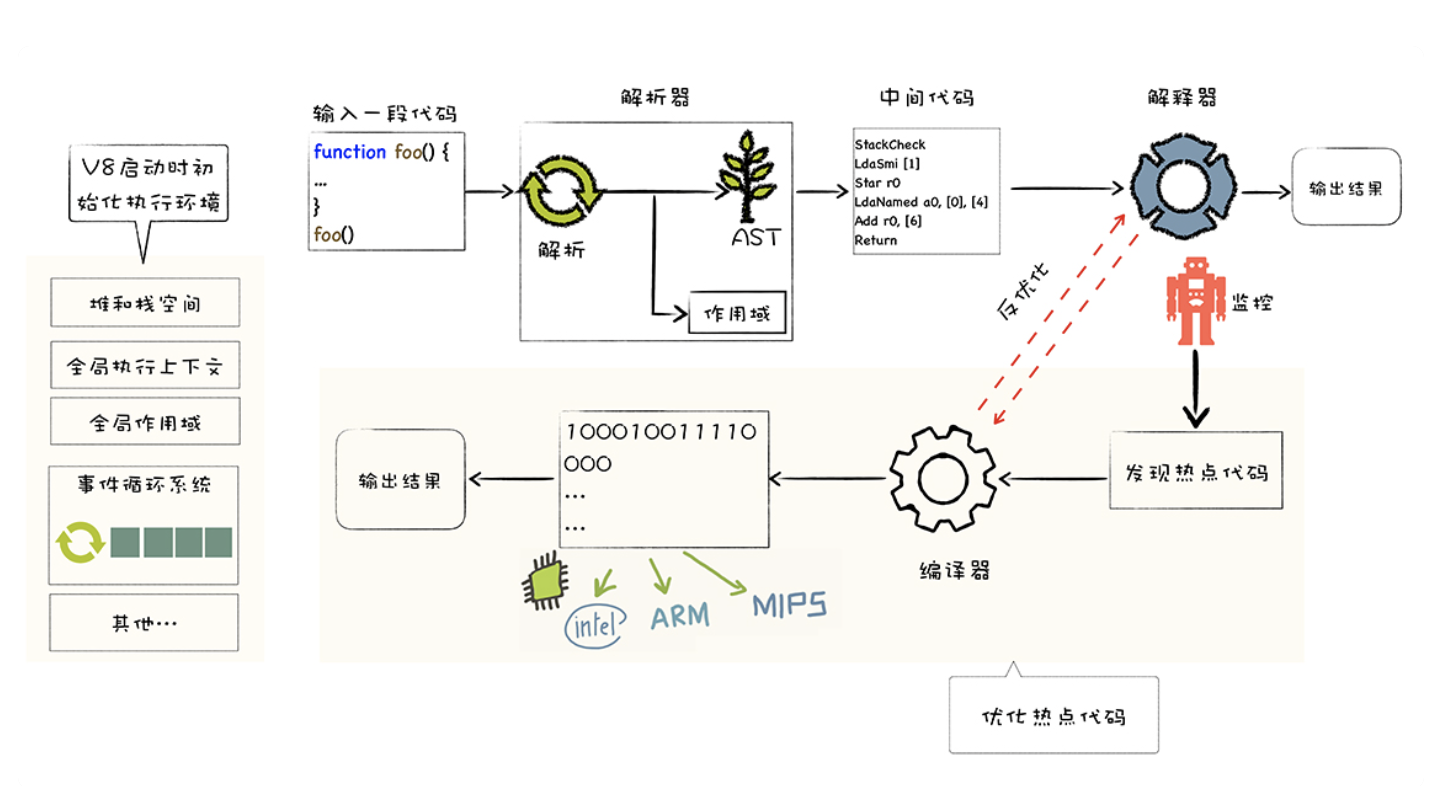 V8启动时初
始化执行环境
堆和栈空间
全局执行上下文
全局作用域
事件循环系统
其他…
输入一段代码
function foo() {
...
}
foo()
解析器
解析
AST
作用域
中间代码
StackCheck
LdaSmi [1]
Star r0
LdaNamed a0, [0], [4]
Add r0, [6]
Return
解释器
输出结果
反优化
监控
发现热点代码
编译器
10001001110
000
...
...
输出结果
intel
ARM
MIPS
优化热点代码